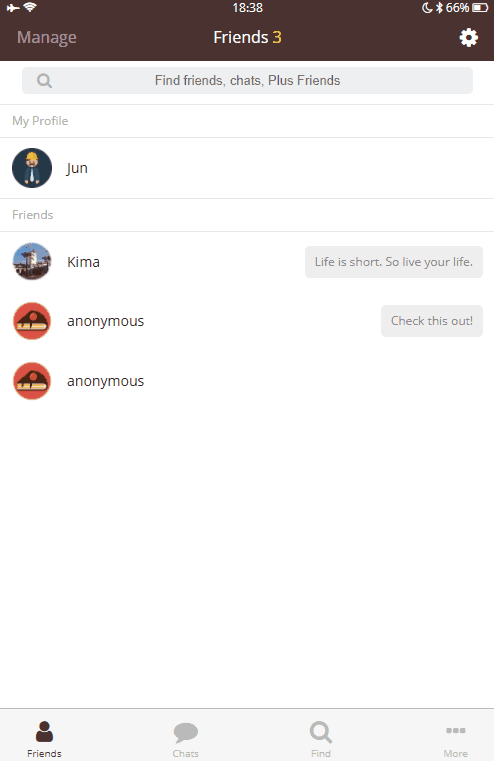 18:38
66%
Manage
Friends 3
Find friends, chats, Plus Friends
My Profile
Jun
Friends
Kima
Life is short. So live your life.
anonymous
Check this out!
anonymous
Friends
Chats
Find
More